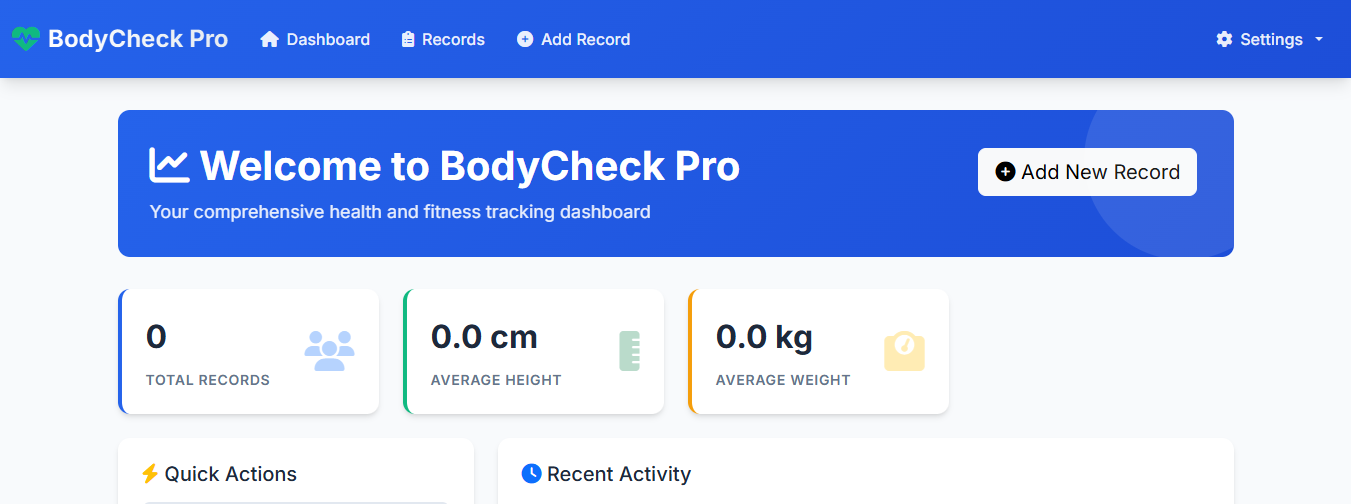 BodyCheck Pro Dashboard Records Add Record Settings
Welcome to BodyCheck Pro
Your comprehensive health and fitness tracking dashboard
Add New Record
0
TOTAL RECORDS
0.0 cm
AVERAGE HEIGHT
0.0 kg
AVERAGE WEIGHT
Quick Actions
Recent Activity